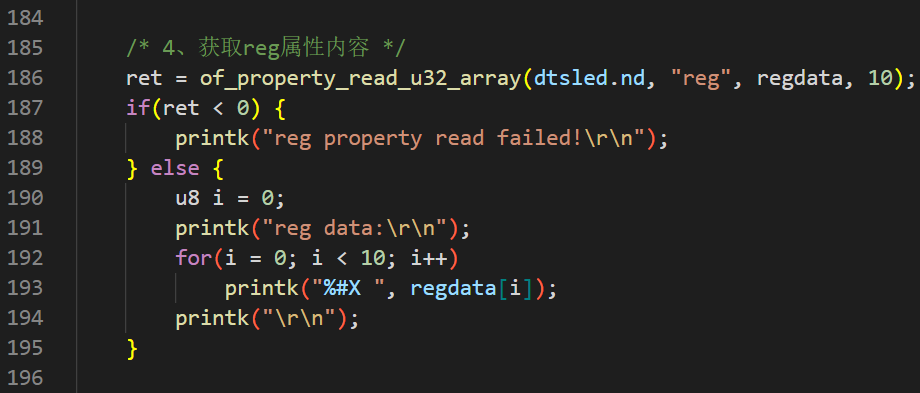 184
185 /* 4、获取reg属性内容 */
186 ret = of_property_read_u32_array(dtsled.nd, "reg", regdata, 10);
187 if(ret < 0) {
188 printk("reg property read failed!\r\n");
189 } else {
190 u8 i = 0;
191 printk("reg data:\r\n");
192 for(i = 0; i < 10; i++)
193 printk("%#X ", regdata[i]);
194 printk("\r\n");
195 }
196